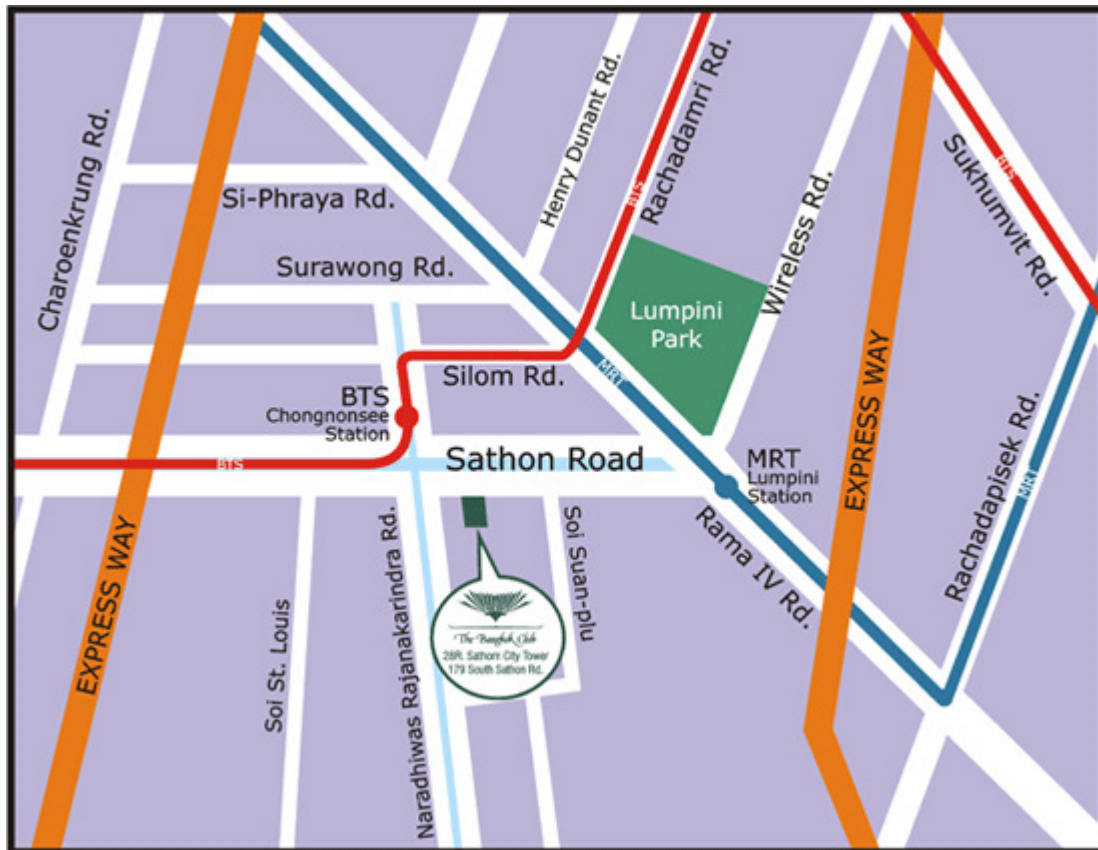 Charoenkrung Rd.
Si-Phraya Rd.
Surawong Rd.
Henry Dunant Rd.
Rachadamri Rd.
BTS
Wireless Rd.
Sukhumvit Rd.
BTS
Lumpini
Park
MRT
Silom Rd.
BTS
Chongnonsee
Station
BTS
Sathon Road
MRT
Lumpini
Station
EXPRESS WAY
Rachadapisek Rd.
MRT
Rama IV Rd.
EXPRESS WAY
Soi St. Louis
Naradhiwas Rajanakarindra Rd.
Soi Suan-plu
The Bangkok Club
28R. Sathorn City Tower
179 South Sathon Rd.